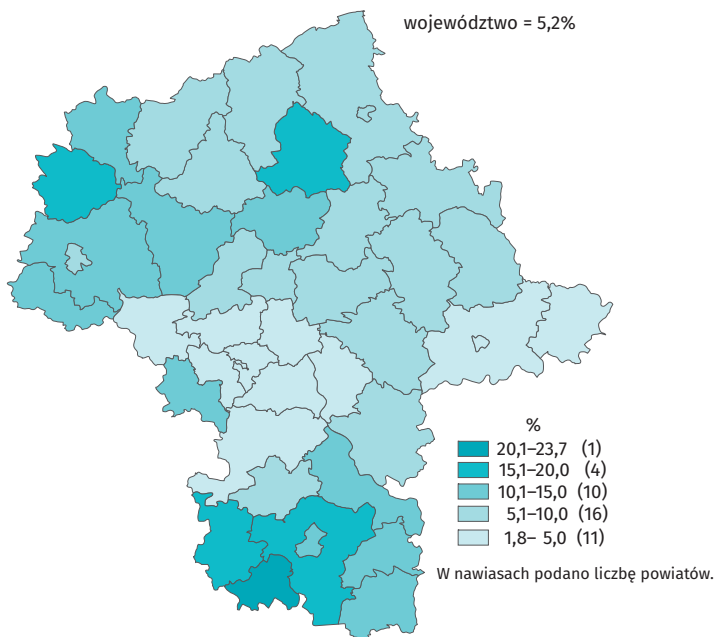 województwo = 5,2%
%
20,1–23,7 (1)
15,1–20,0 (4)
10,1–15,0 (10)
5,1–10,0 (16)
1,8– 5,0 (11)
W nawiasach podano liczbę powiatów.